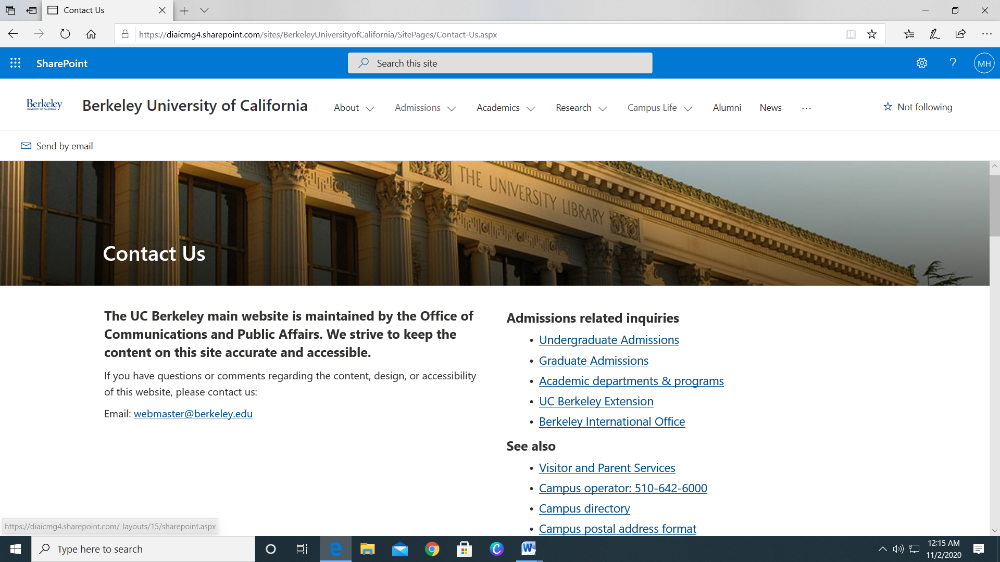 Contact Us
https://diaicmg4.sharepoint.com/sites/BerkeleyUniversityofCalifornia/SitePages/Contact-Us.aspx
SharePoint
Search this site
MH
Berkeley
UNIVERSITY OF CALIFORNIA
Berkeley University of California
About
Admissions
Academics
Research
Campus Life
Alumni
News
...
Not following
Send by email
THE UNIVERSITY LIBRARY
Contact Us
The UC Berkeley main website is maintained by the Office of
Communications and Public Affairs. We strive to keep the
content on this site accurate and accessible.
If you have questions or comments regarding the content, design, or accessibility
of this website, please contact us:
Email: webmaster@berkeley.edu
Admissions related inquiries
• Undergraduate Admissions
• Graduate Admissions
• Academic departments & programs
• UC Berkeley Extension
• Berkeley International Office
See also
• Visitor and Parent Services
• Campus operator: 510-642-6000
• Campus directory
• Campus postal address format
https://diaicmg4.sharepoint.com/_layouts/15/sharepoint.aspx
Type here to search
12:15 AM
11/2/2020